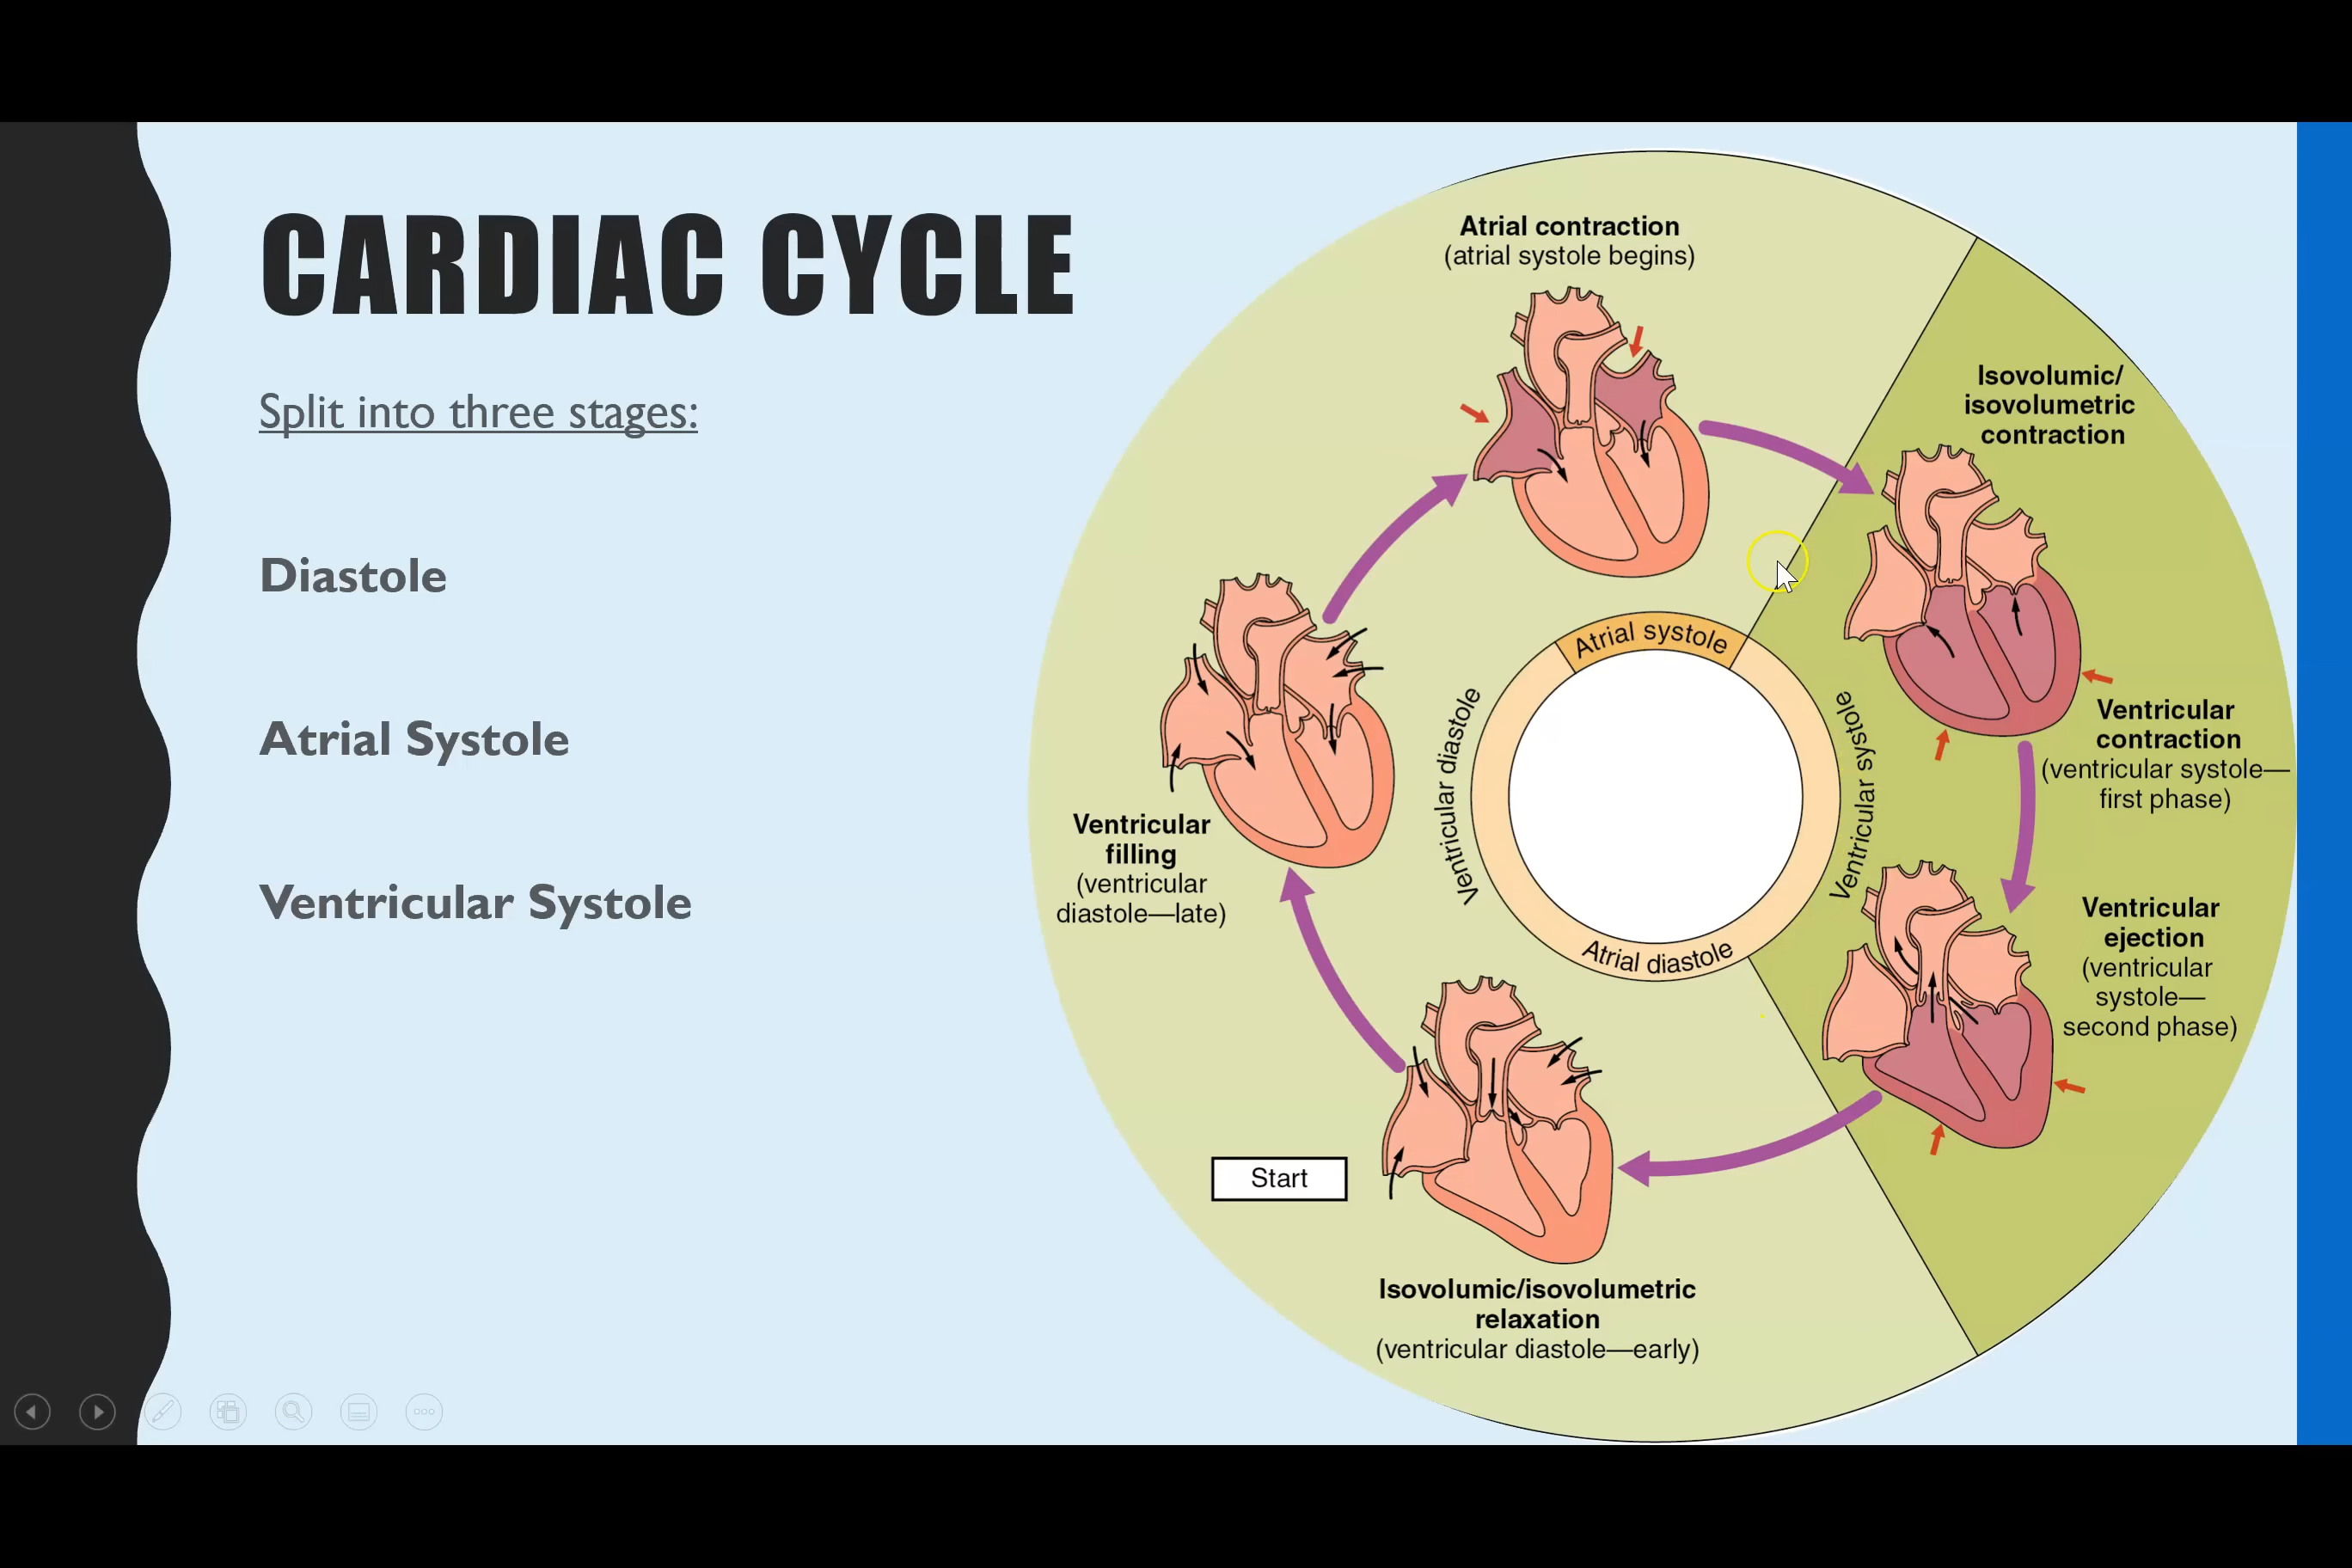 CARDIAC CYCLE
Split into three stages:
Diastole
Atrial Systole
Ventricular Systole
Atrial contraction
(atrial systole begins)
Isovolumic/
isovolumetric
contraction
Ventricular
contraction
(ventricular systole—
first phase)
Ventricular
ejection
(ventricular
systole—
second phase)
Isovolumic/isovolumetric
relaxation
(ventricular diastole—early)
Start
Ventricular
filling
(ventricular
diastole—late)
Atrial systole
Ventricular diastole
Ventricular systole
Atrial diastole